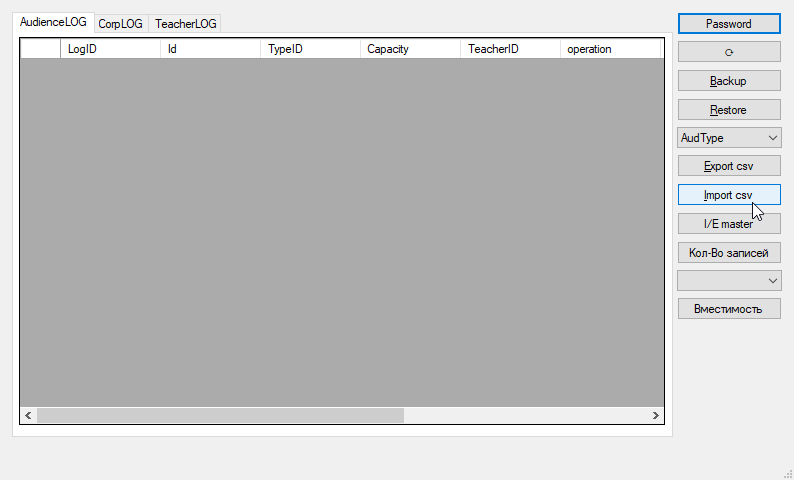 AudienceLOG CorpLOG TeacherLOG
LogID Id TypeID Capacity TeacherID operation
Password
⟳
Backup
Restore
AudType
Export csv
Import csv
I/E master
Кол-Во записей
Вместимость